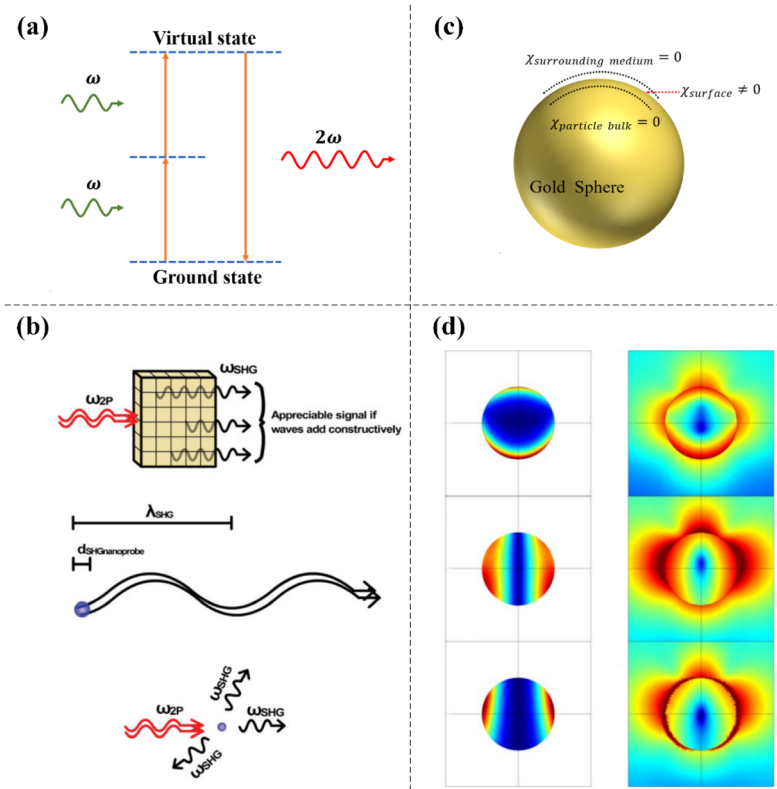 (a)
Virtual state
ω
2ω
ω
Ground state
(c)
χsurrounding medium = 0
χsurface ≠ 0
χparticle bulk = 0
Gold Sphere
(b)
ωSHG
ω2P
Appreciable signal if
waves add constructively
λSHG
dSHGnanoprobe
ωSHG
ω2P
ωSHG
ωSHG
(d)